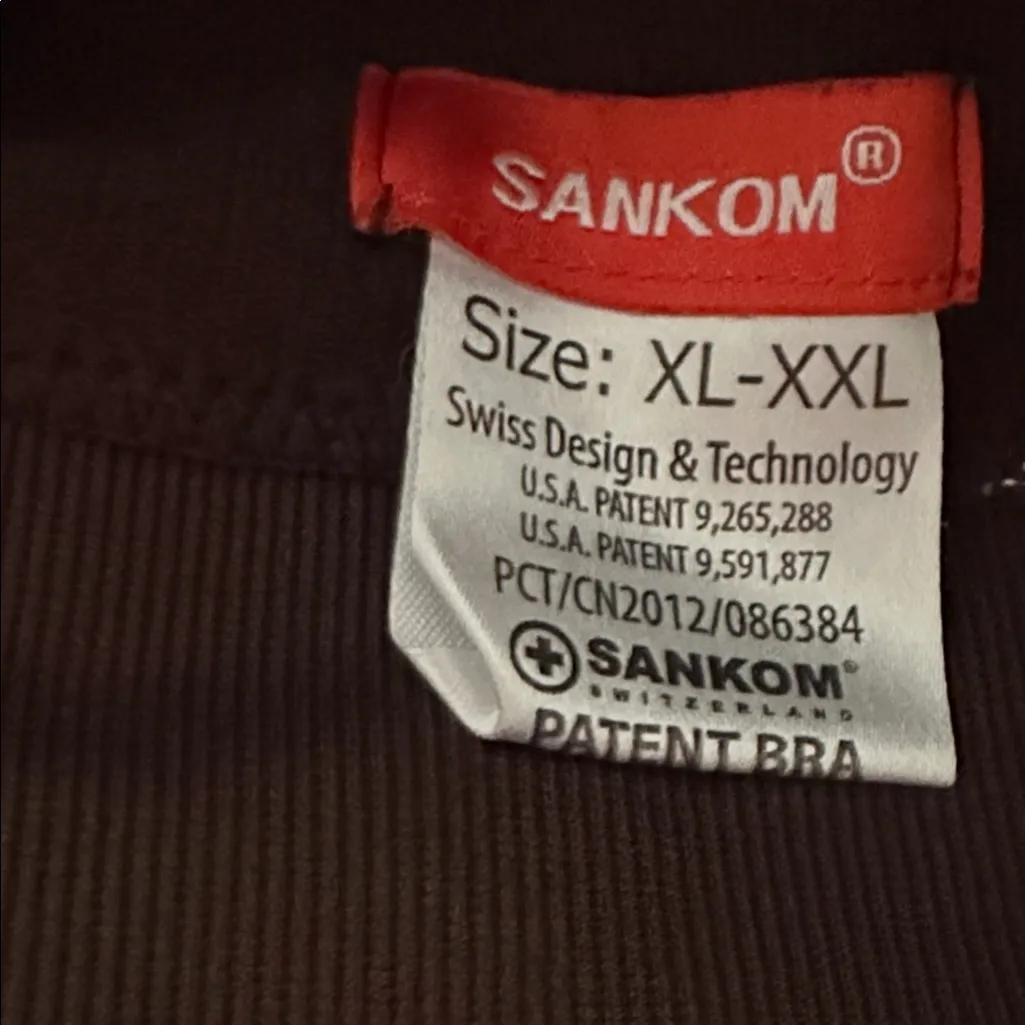 SANKOM®
Size: XL-XXL
Swiss Design & Technology
U.S.A. PATENT 9,265,288
U.S.A. PATENT 9,591,877
PCT/CN2012/086384
SANKOM®
SWITZERLAND
PATENT BRA